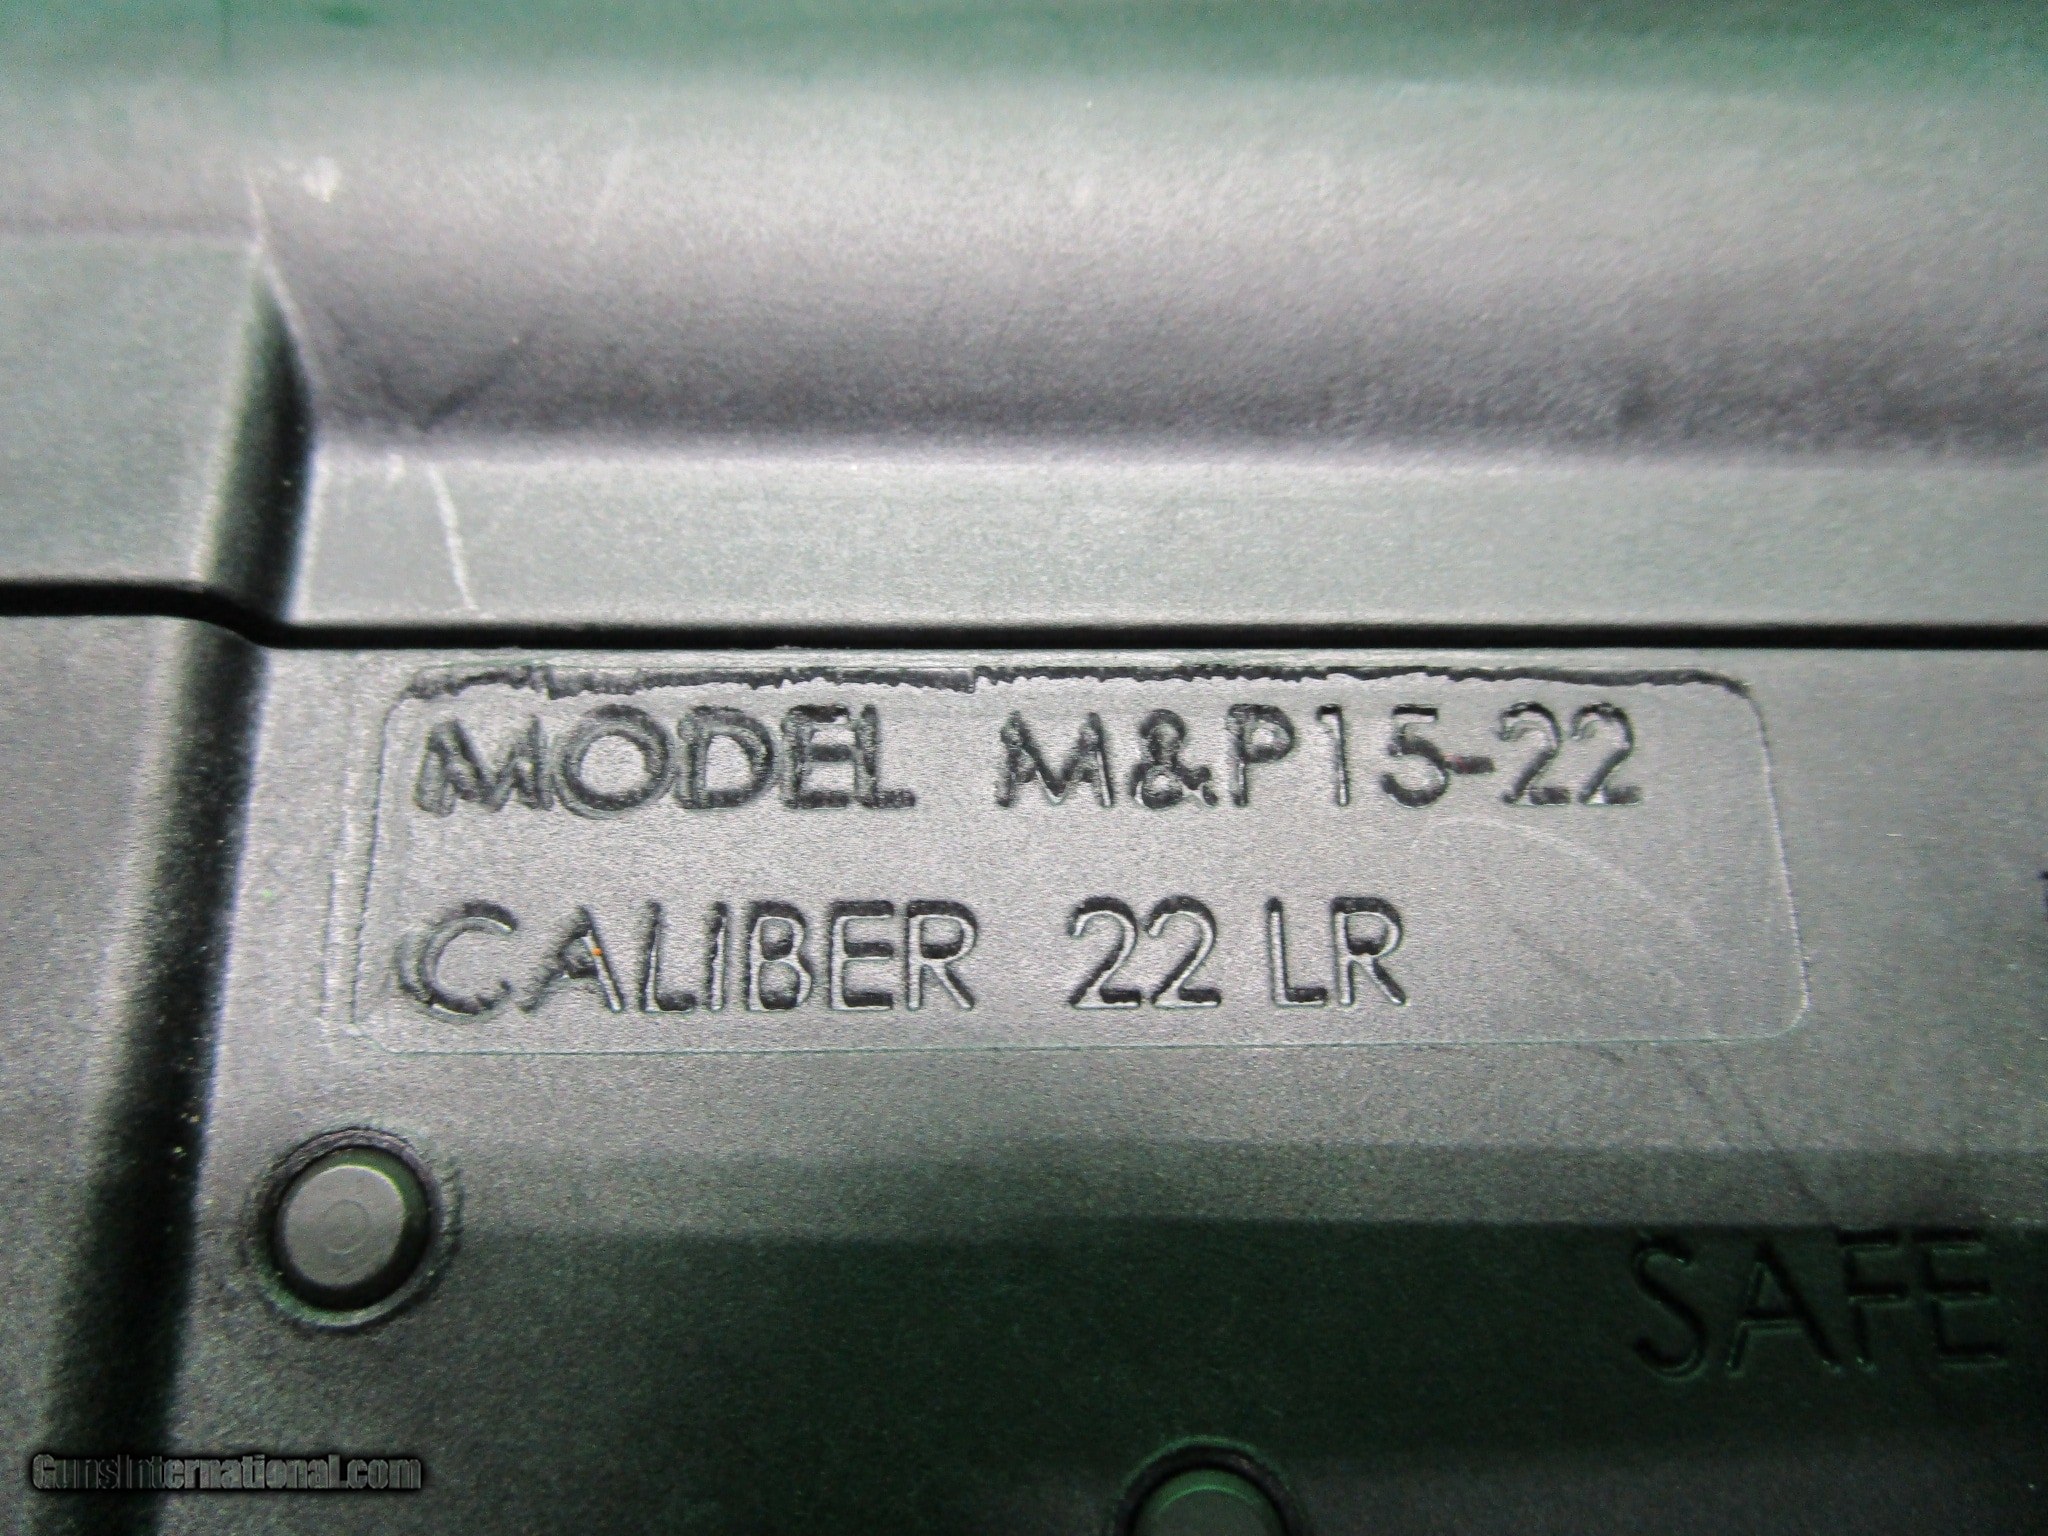 MODEL M&P15-22
CALIBER 22 LR
SAFE
GunsInternational.com